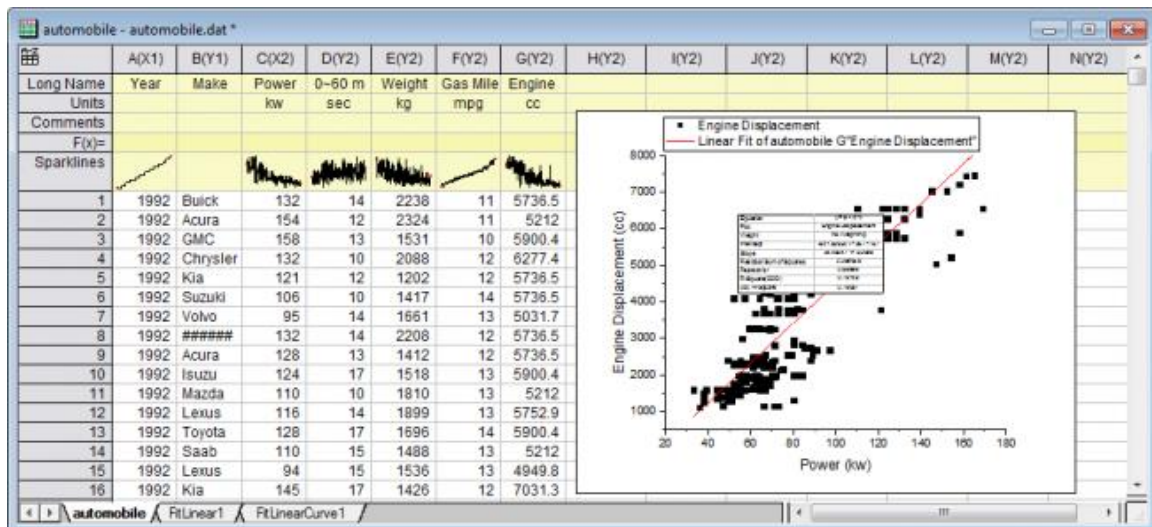 automobile - automobile.dat *
A(X1) B(Y1) C(X2) D(Y2) E(Y2) F(Y2) G(Y2) H(Y2) I(Y2) J(Y2) K(Y2) L(Y2) M(Y2) N(Y2)
Long Name Year Make Power 0~60 m Weight Gas Mile Engine
Units kw sec kg mpg cc
Comments
F(x)=
Sparklines
1 1992 Buick 132 14 2238 11 5736.5
2 1992 Acura 154 12 2324 11 5212
3 1992 GMC 158 13 1531 10 5900.4
4 1992 Chrysler 132 10 2088 12 6277.4
5 1992 Kia 121 12 1202 12 5736.5
6 1992 Suzuki 106 10 1417 14 5736.5
7 1992 Volvo 95 14 1661 13 5031.7
8 1992 ###### 132 14 2208 12 5736.5
9 1992 Acura 128 13 1412 12 5736.5
10 1992 Isuzu 124 17 1518 13 5900.4
11 1992 Mazda 110 10 1810 13 5212
12 1992 Lexus 116 14 1899 13 5752.9
13 1992 Toyota 128 17 1696 14 5900.4
14 1992 Saab 110 15 1488 13 5212
15 1992 Lexus 94 15 1536 13 4949.8
16 1992 Kia 145 17 1426 12 7031.3
Engine Displacement
Linear Fit of automobile G"Engine Displacement"
8000
7000
6000
5000
4000
3000
2000
1000
Engine Displacement (cc)
20 40 60 80 100 120 140 160 180
Power (kw)
automobile FitLinear1 FitLinearCurve1